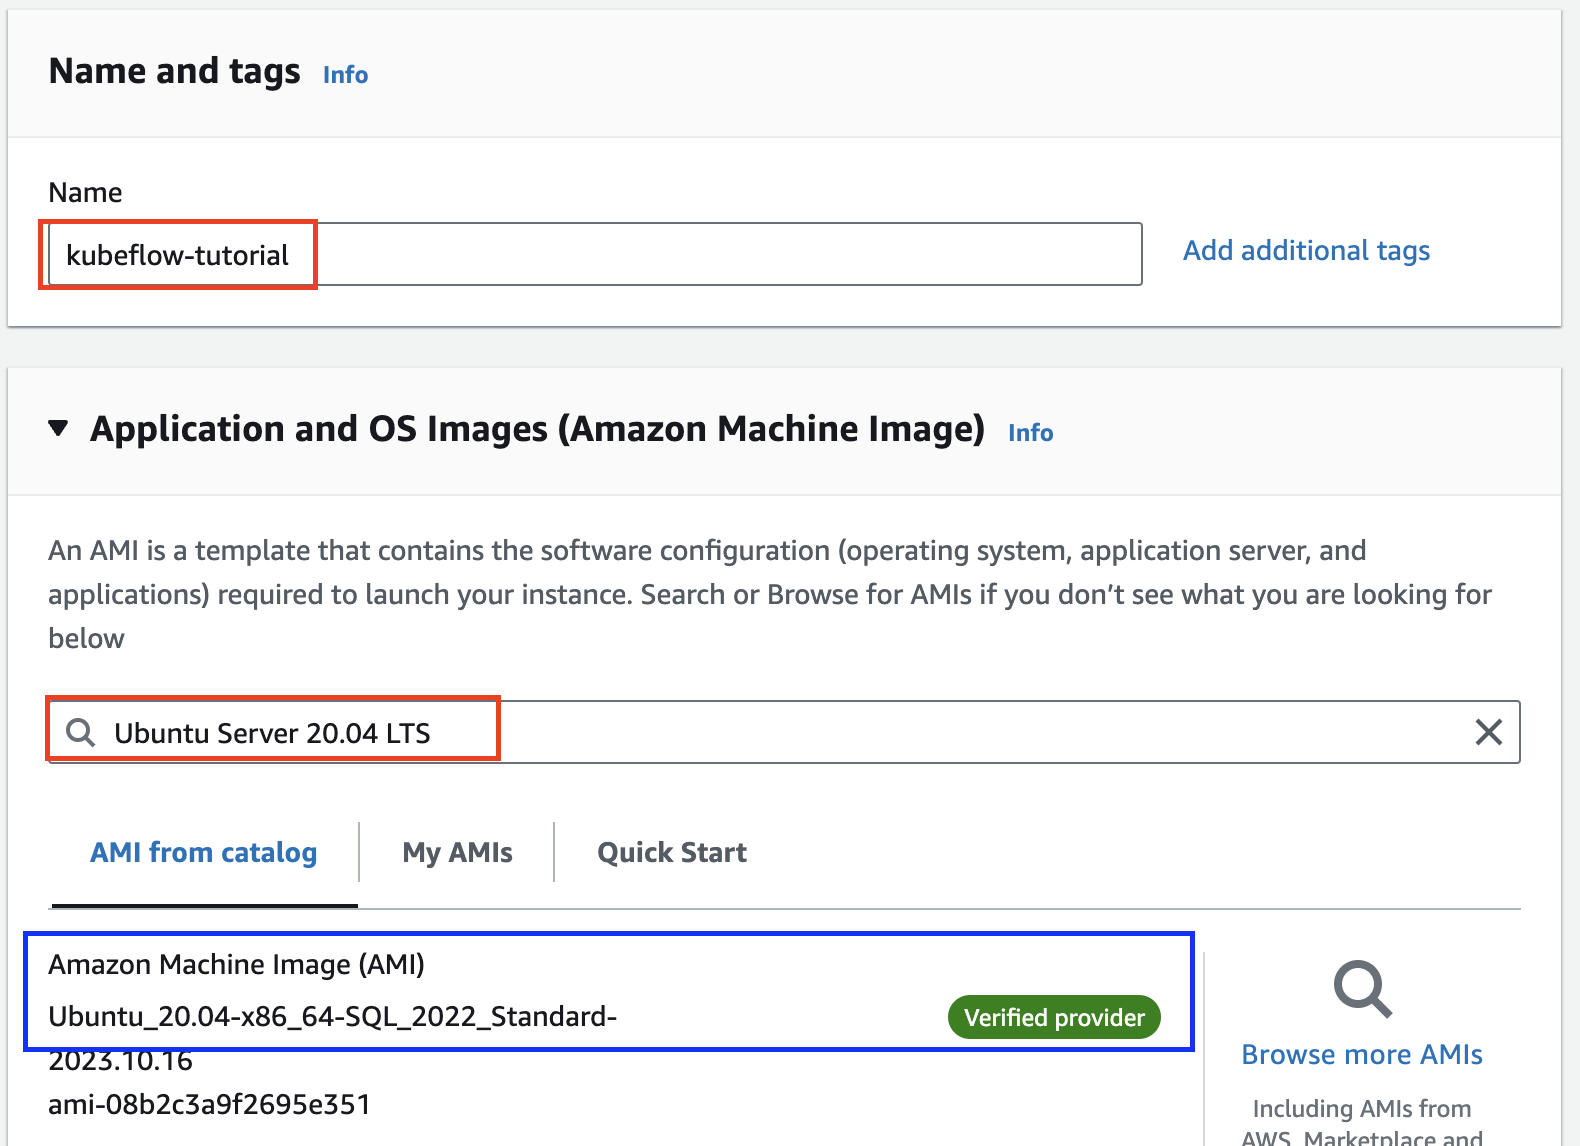 Name and tags Info
Name
kubeflow-tutorial
Add additional tags
Application and OS Images (Amazon Machine Image) Info
An AMI is a template that contains the software configuration (operating system, application server, and
applications) required to launch your instance. Search or Browse for AMIs if you don’t see what you are looking for
below
Ubuntu Server 20.04 LTS
AMI from catalog
My AMIs
Quick Start
Amazon Machine Image (AMI)
Ubuntu_20.04-x86_64-SQL_2022_Standard-
2023.10.16
ami-08b2c3a9f2695e351
Verified provider
Browse more AMIs
Including AMIs from
AWS, Marketplace and